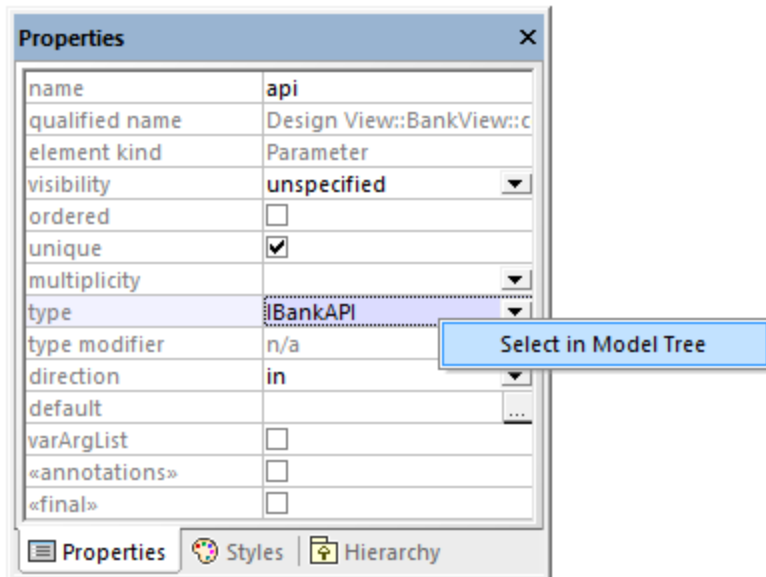 Properties
name api
qualified name Design View::BankView::c
element kind Parameter
visibility unspecified
ordered
unique
multiplicity
type IBankAPI
Select in Model Tree
type modifier n/a
direction in
default ...
varArgList
«annotations»
«final»
Properties Styles Hierarchy